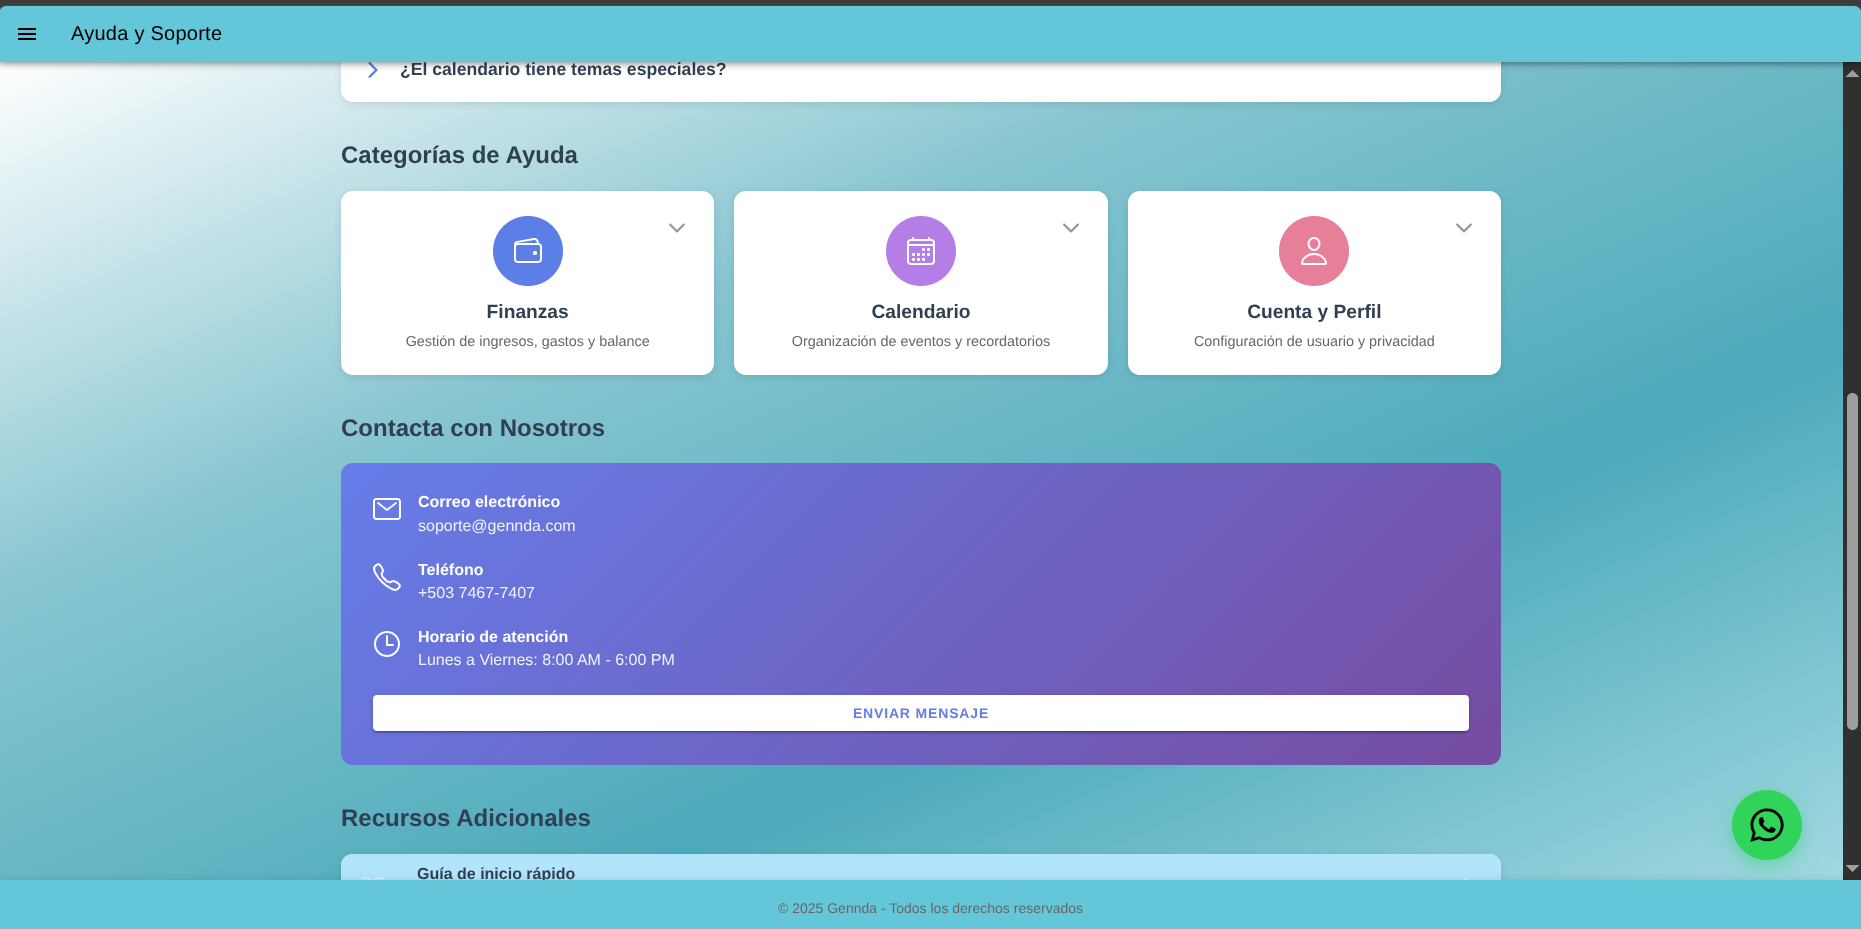 Ayuda y Soporte
¿El calendario tiene temas especiales?
Categorías de Ayuda
Finanzas
Gestión de ingresos, gastos y balance
Calendario
Organización de eventos y recordatorios
Cuenta y Perfil
Configuración de usuario y privacidad
Contacta con Nosotros
Correo electrónico
soporte@gennda.com
Teléfono
+503 7467-7407
Horario de atención
Lunes a Viernes: 8:00 AM - 6:00 PM
ENVIAR MENSAJE
Recursos Adicionales
Guía de inicio rápido
© 2025 Gennda - Todos los derechos reservados